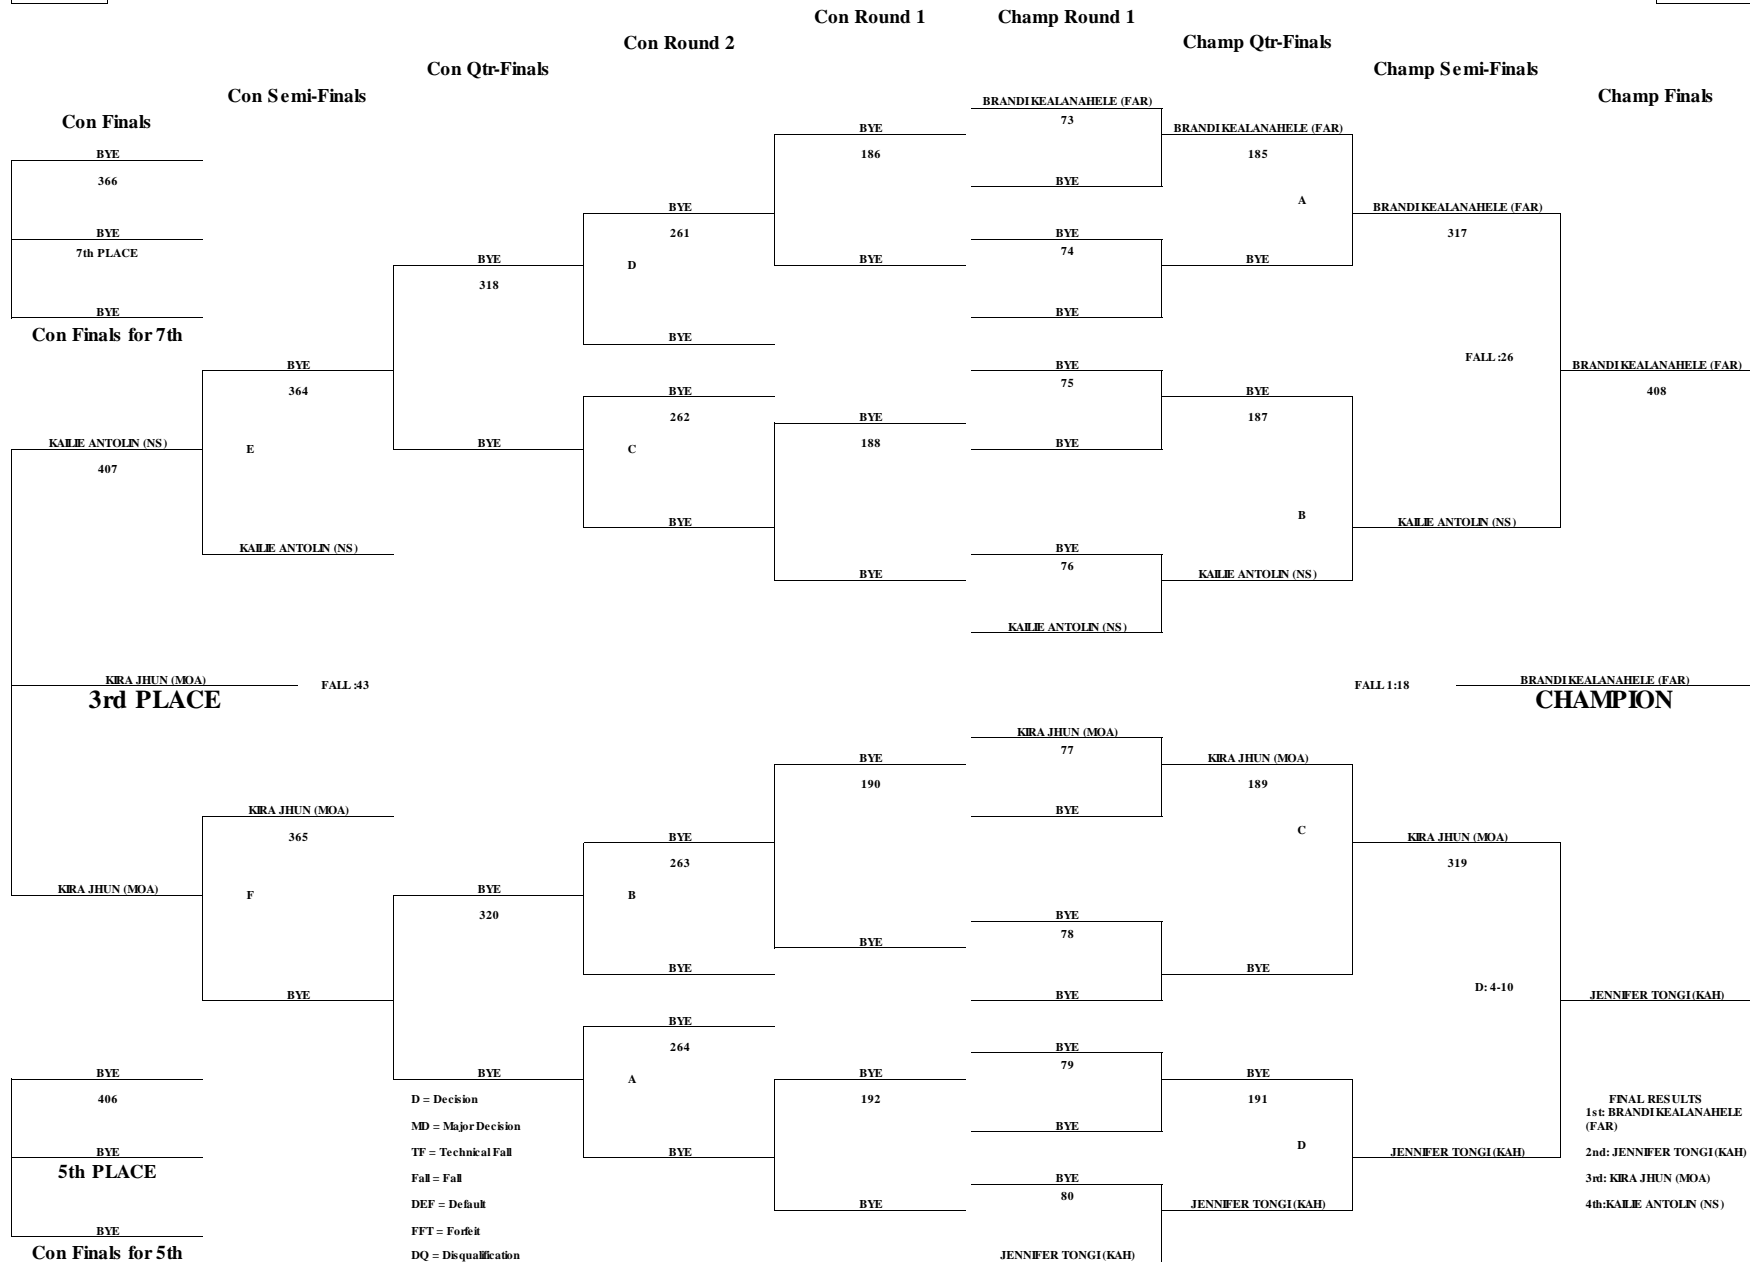 Con Round 1
Champ Round 1
Con Round 2
Champ Qtr-Finals
Con Qtr-Finals
Champ Semi-Finals
Con Semi-Finals
Champ Finals
Con Finals
BRANDI KEALANAHELE (FAR)
73
BYE
BRANDI KEALANAHELE (FAR)
BYE
186
185
BYE
366
BYE
A
BYE
BRANDI KEALANAHELE (FAR)
BYE
261
BYE
317
7th PLACE
74
BYE
D
BYE
BYE
318
BYE
BYE
Con Finals for 7th
BYE
FALL :26
BYE
BYE
BRANDI KEALANAHELE (FAR)
364
75
408
BYE
BYE
262
BYE
187
KAILIE ANTOLIN (NS)
E
BYE
C
188
BYE
407
B
BYE
KAILIE ANTOLIN (NS)
KAILIE ANTOLIN (NS)
BYE
76
BYE
KAILIE ANTOLIN (NS)
KAILIE ANTOLIN (NS)
KIRA JHUN (MOA)
FALL :43
FALL 1:18
BRANDI KEALANAHELE (FAR)
3rd PLACE
CHAMPION
KIRA JHUN (MOA)
77
BYE
KIRA JHUN (MOA)
190
189
KIRA JHUN (MOA)
BYE
365
BYE
C
KIRA JHUN (MOA)
263
319
KIRA JHUN (MOA)
F
BYE
B
320
BYE
78
BYE
BYE
BYE
D: 4-10
BYE
BYE
JENNIFER TONGI (KAH)
BYE
264
BYE
79
BYE
BYE
A
BYE
BYE
406
D = Decision
192
191
FINAL RESULTS
1st: BRANDI KEALANAHELE
(FAR)
MD = Major Decision
BYE
D
BYE
TF = Technical Fall
BYE
JENNIFER TONGI (KAH)
2nd: JENNIFER TONGI (KAH)
5th PLACE
Fall = Fall
BYE
3rd: KIRA JHUN (MOA)
80
DEF = Default
BYE
JENNIFER TONGI (KAH)
4th:KAILIE ANTOLIN (NS)
BYE
FFT = Forfeit
Con Finals for 5th
DQ = Disqualification
JENNIFER TONGI (KAH)